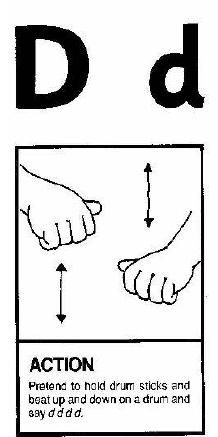 D d
ACTION
Pretend to hold drum sticks and
beat up and down on a drum and
say d d d d.